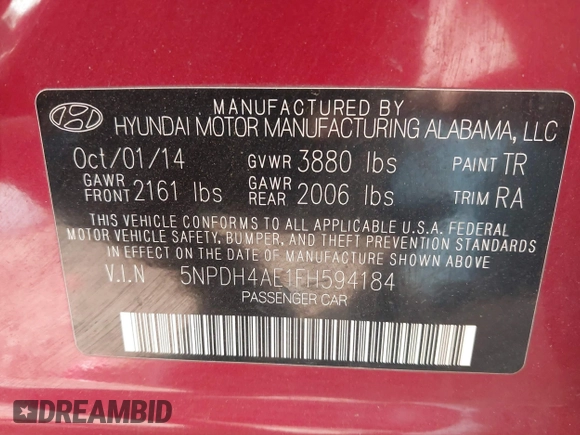 MANUFACTURED BY
HYUNDAI MOTOR MANUFACTURING ALABAMA, LLC
Oct/01/14 GVWR 3880 lbs PAINT TR
GAWR FRONT 2161 lbs GAWR REAR 2006 lbs TRIM RA
THIS VEHICLE CONFORMS TO ALL APPLICABLE U.S.A. FEDERAL
MOTOR VEHICLE SAFETY, BUMPER, AND THEFT PREVENTION STANDARDS
IN EFFECT ON THE DATE OF MANUFACTURE SHOWN ABOVE.
V.I.N 5NPDH4AE1FH594184
PASSENGER CAR
DREAMBID